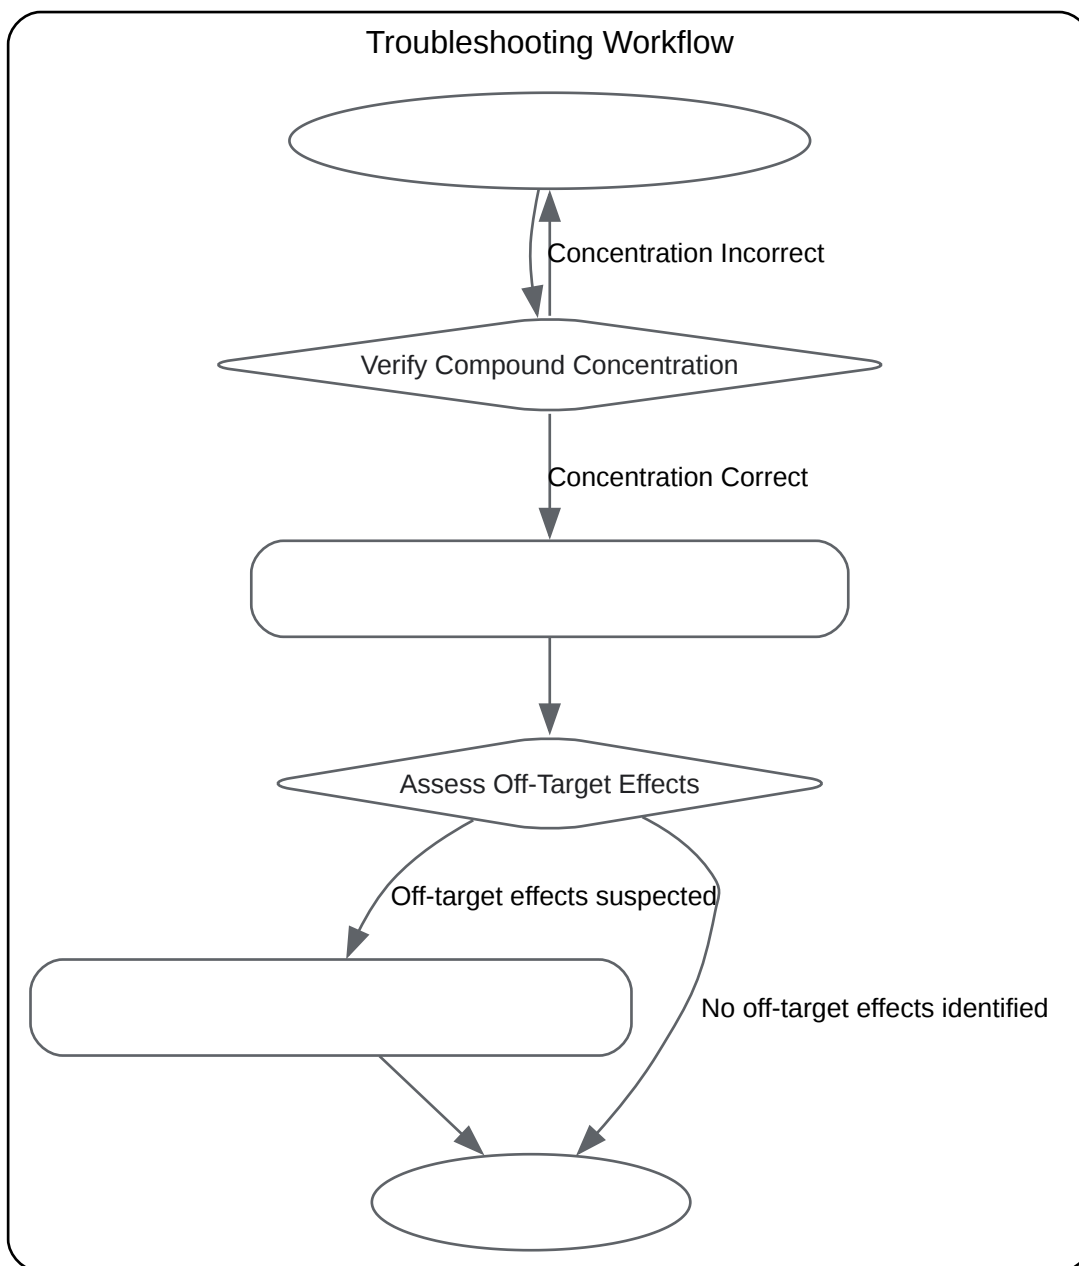 Troubleshooting Workflow
Concentration Incorrect
Verify Compound Concentration
Concentration Correct
Assess Off-Target Effects
Off-target effects suspected
No off-target effects identified